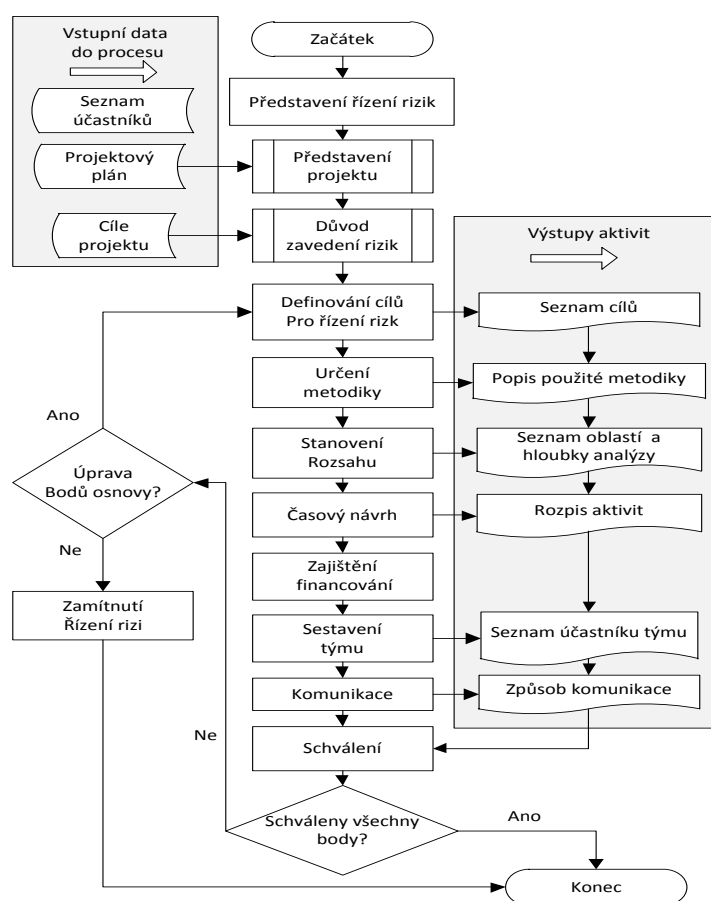 Vstupní data
do procesu
Seznam
účastníků
Projektový
plán
Cíle
projektu
Začátek
Představení řízení rizik
Představení
projektu
Důvod
zavedení rizik
Definování cílů
Pro řízení rizk
Určení
metodiky
Stanovení
Rozsahu
Časový návrh
Zajištění
financování
Sestavení
týmu
Komunikace
Schválení
Schváleny všechny
body?
Výstupy aktivit
Seznam cílů
Popis použité metodiky
Seznam oblastí a
hloubky analýzy
Rozpis aktivit
Seznam účastníku týmu
Způsob komunikace
Ano
Úprava
Bodů osnovy?
Ne
Zamítnutí
Řízení rizi
Ne
Ano
Konec